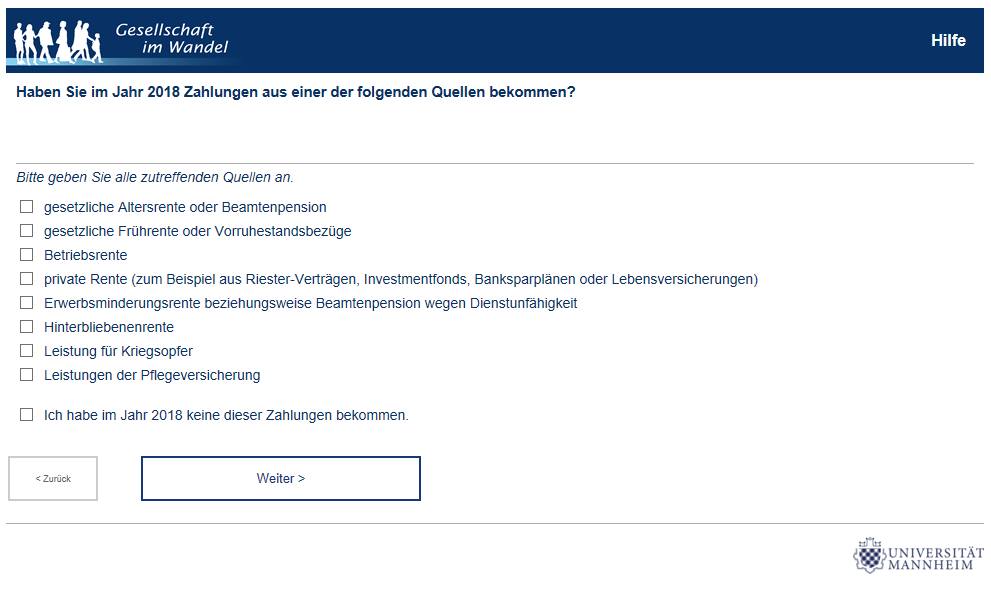 Gesellschaft
im Wandel
Hilfe
Haben Sie im Jahr 2018 Zahlungen aus einer der folgenden Quellen bekommen?
Bitte geben Sie alle zutreffenden Quellen an.
gesetzliche Altersrente oder Beamtenpension
gesetzliche Frührente oder Vorruhestandsbezüge
Betriebsrente
private Rente (zum Beispiel aus Riester-Verträgen, Investmentfonds, Banksparplänen oder Lebensversicherungen)
Erwerbsminderungsrente beziehungsweise Beamtenpension wegen Dienstunfähigkeit
Hinterbliebenenrente
Leistung für Kriegsopfer
Leistungen der Pflegeversicherung
Ich habe im Jahr 2018 keine dieser Zahlungen bekommen.
< Zurück
Weiter >
UNIVERSITÄT
MANNHEIM